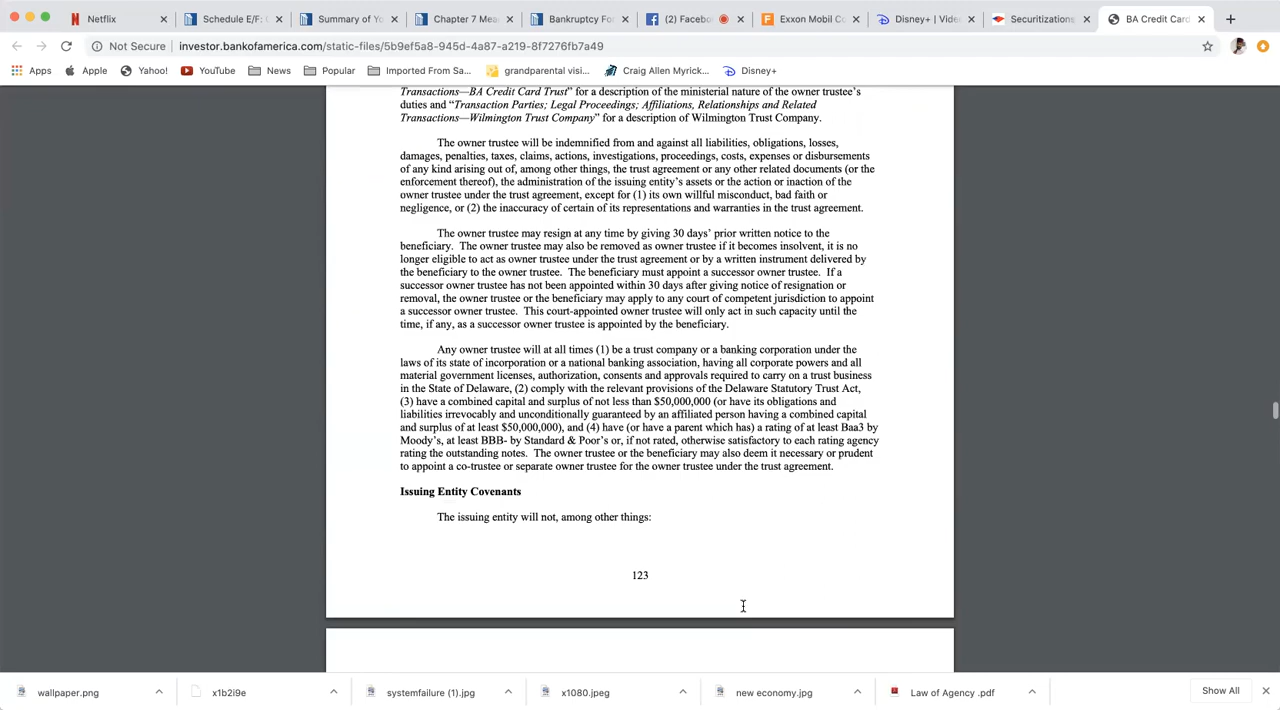 Netflix
Schedule E/F: C
Summary of Yo
Chapter 7 Mea
Bankruptcy For
(2) Facebo
Exxon Mobil Co
Disney+ | Vide
Securitizations
BA Credit Card
Not Secure | investor.bankofamerica.com/static-files/5b9ef5a8-945d-4a87-a219-8f7276fb7a49
Apps
Apple
Yahoo!
YouTube
News
Popular
Imported From Sa...
grandparental visi...
Craig Allen Myrick...
Disney+
Transactions—BA Credit Card Trust” for a description of the ministerial nature of the owner trustee’s
duties and “Transaction Parties; Legal Proceedings; Affiliations, Relationships and Related
Transactions—Wilmington Trust Company” for a description of Wilmington Trust Company.
The owner trustee will be indemnified from and against all liabilities, obligations, losses,
damages, penalties, taxes, claims, actions, investigations, proceedings, costs, expenses or disbursements
of any kind arising out of, among other things, the trust agreement or any other related documents (or the
enforcement thereof), the administration of the issuing entity’s assets or the action or inaction of the
owner trustee under the trust agreement, except for (1) its own willful misconduct, bad faith or
negligence, or (2) the inaccuracy of certain of its representations and warranties in the trust agreement.
The owner trustee may resign at any time by giving 30 days’ prior written notice to the
beneficiary. The owner trustee may also be removed as owner trustee if it becomes insolvent, it is no
longer eligible to act as owner trustee under the trust agreement or by a written instrument delivered by
the beneficiary to the owner trustee. The beneficiary must appoint a successor owner trustee. If a
successor owner trustee has not been appointed within 30 days after giving notice of resignation or
removal, the owner trustee or the beneficiary may apply to any court of competent jurisdiction to appoint
a successor owner trustee. This court-appointed owner trustee will only act in such capacity until the
time, if any, as a successor owner trustee is appointed by the beneficiary.
Any owner trustee will at all times (1) be a trust company or a banking corporation under the
laws of its state of incorporation or a national banking association, having all corporate powers and all
material government licenses, authorization, consents and approvals required to carry on a trust business
in the State of Delaware, (2) comply with the relevant provisions of the Delaware Statutory Trust Act,
(3) have a combined capital and surplus of not less than $50,000,000 (or have its obligations and
liabilities irrevocably and unconditionally guaranteed by an affiliated person having a combined capital
and surplus of at least $50,000,000), and (4) have (or have a parent which has) a rating of at least Baa3 by
Moody’s, at least BBB- by Standard & Poor’s or, if not rated, otherwise satisfactory to each rating agency
rating the outstanding notes. The owner trustee or the beneficiary may also deem it necessary or prudent
to appoint a co-trustee or separate owner trustee for the owner trustee under the trust agreement.
Issuing Entity Covenants
The issuing entity will not, among other things:
123
wallpaper.png
x1b2i9e
systemfailure (1).jpg
x1080.jpeg
new economy.jpg
Law of Agency .pdf
Show All